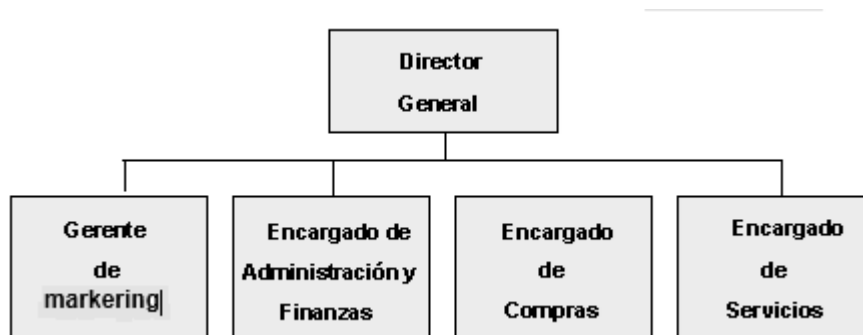 Director
General
Gerente
de
markering
Encargado de
Administración y
Finanzas
Encargado
de
Compras
Encargado
de
Servicios